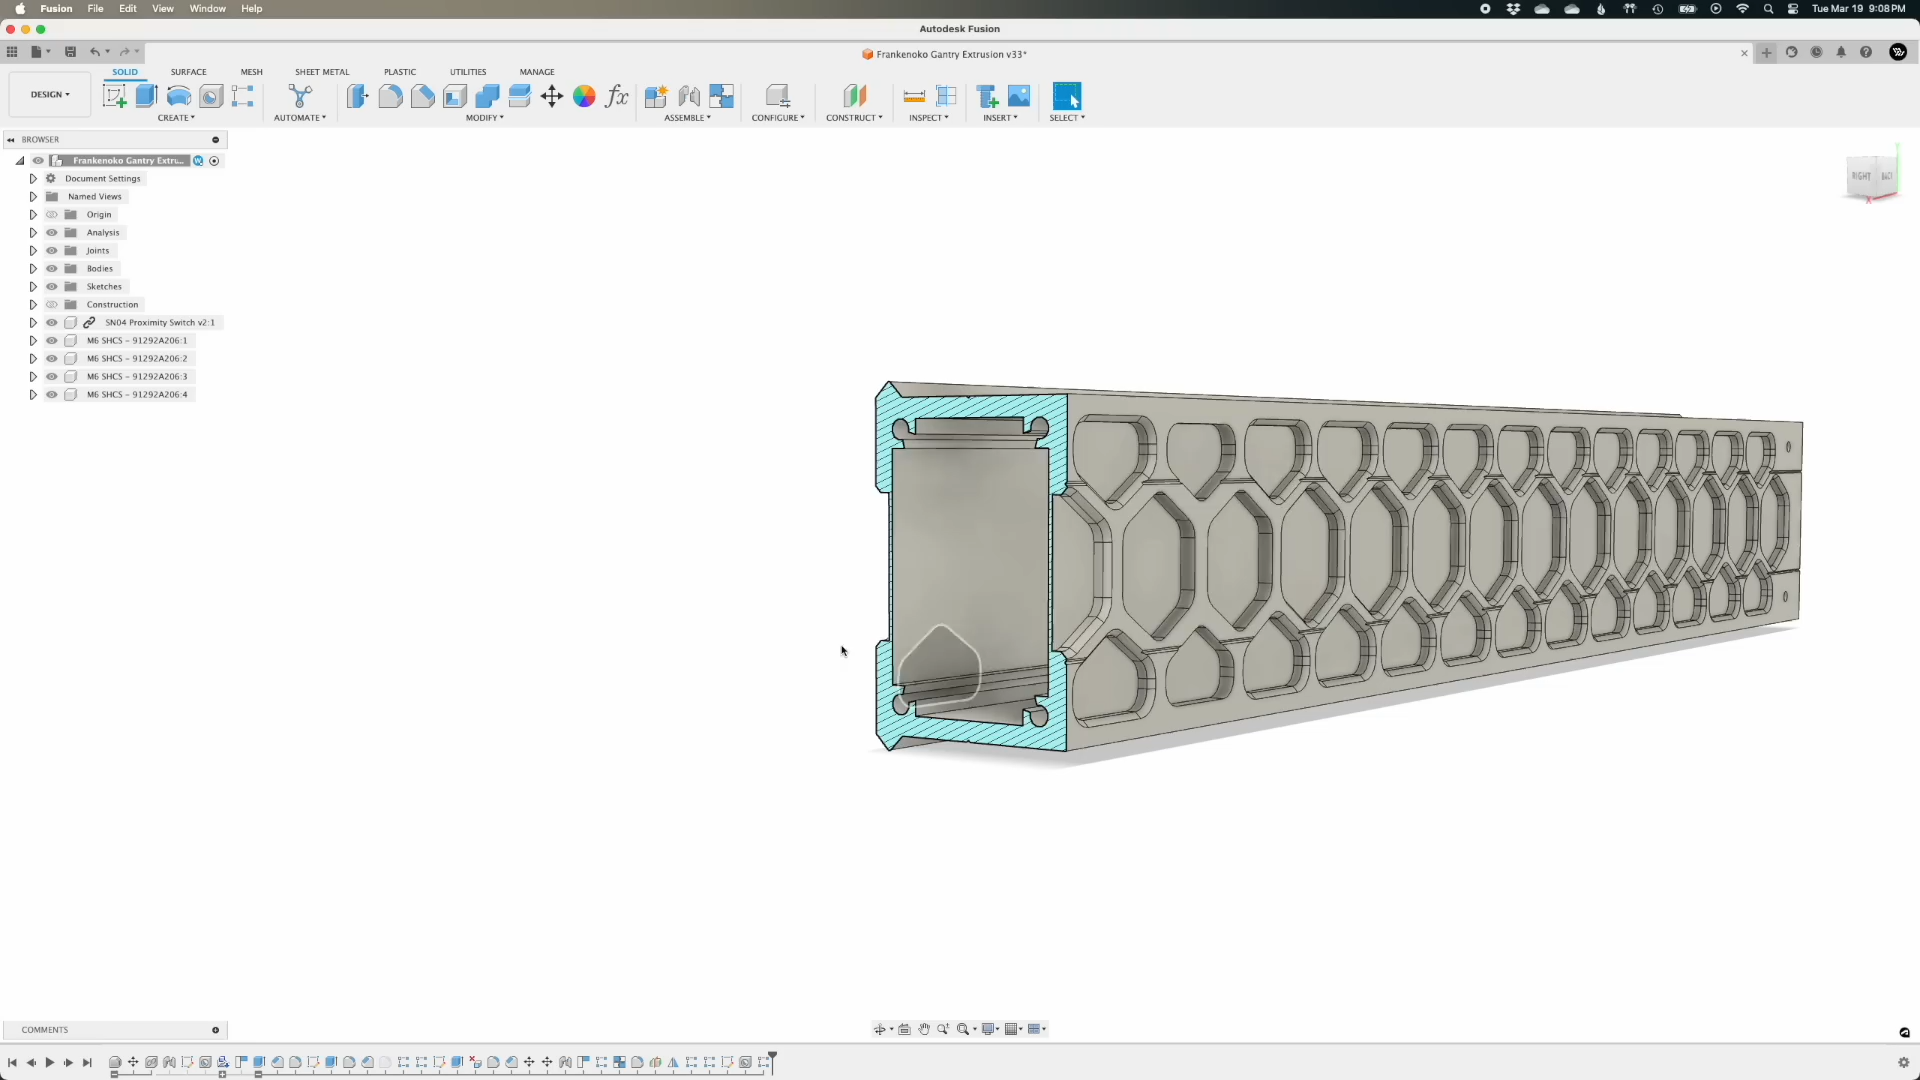 Fusion File Edit View Window Help
Tue Mar 19 9:08 PM
Autodesk Fusion
Frankenoko Gantry Extrusion v33*
SOLID SURFACE MESH SHEET METAL PLASTIC UTILITIES MANAGE
DESIGN
CREATE AUTOMATE MODIFY ASSEMBLE CONFIGURE CONSTRUCT INSPECT INSERT SELECT
BROWSER
Frankenoko Gantry Extru...
Document Settings
Named Views
Origin
Analysis
Joints
Bodies
Sketches
Construction
SN04 Proximity Switch v2:1
M6 SHCS - 91292A206:1
M6 SHCS - 91292A206:2
M6 SHCS - 91292A206:3
M6 SHCS - 91292A206:4
RIGHT BACK
X
COMMENTS